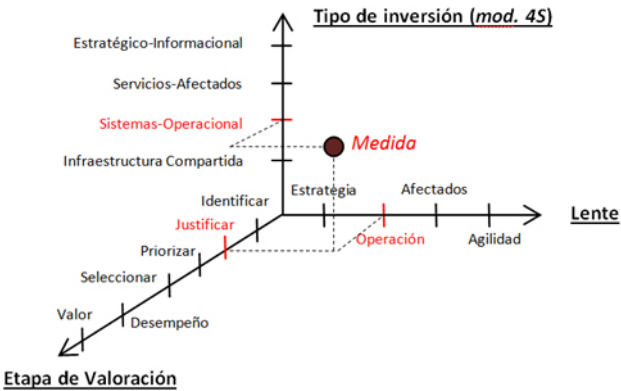 Tipo de inversión (mod. 4S)
Estratégico-Informacional
Servicios-Afectados
Sistemas-Operacional
Medida
Infraestructura Compartida
Estrategia
Afectados
Identificar
Lente
Justificar
Operación
Agilidad
Priorizar
Seleccionar
Valor
Desempeño
Etapa de Valoración